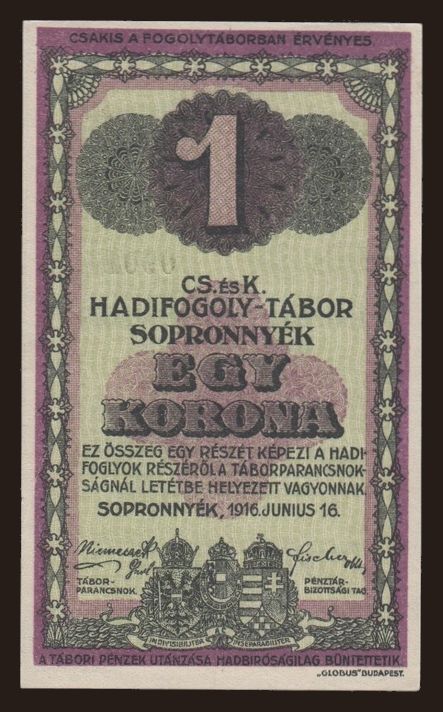 CSAKIS A FOGOLYTÁBORBAN ÉRVÉNYES
1
CS. ÉS K.
HADIFOGOLY-TÁBOR
SOPRONNYÉK
EGY
KORONA
EZ ÖSSZEG EGY RÉSZÉT KÉPEZI A HADI-
FOGLYOK RÉSZÉRŐL A TÁBORPARANCSNOK-
SÁGNÁL LETÉTBE HELYEZETT VAGYONNAK.
SOPRONNYÉK, 1916. JUNIUS 16.
TÁBOR- PÉNZTÁR-
PARANCSNOK. BIZOTTSÁGI TAG.
INDIVISIBILITER AC INSEPARABILITER
A TÁBORI PÉNZEK UTÁNZÁSA HADBIRÓSÁGILAG BÜNTETTETIK
„GLOBUS" BUDAPEST.